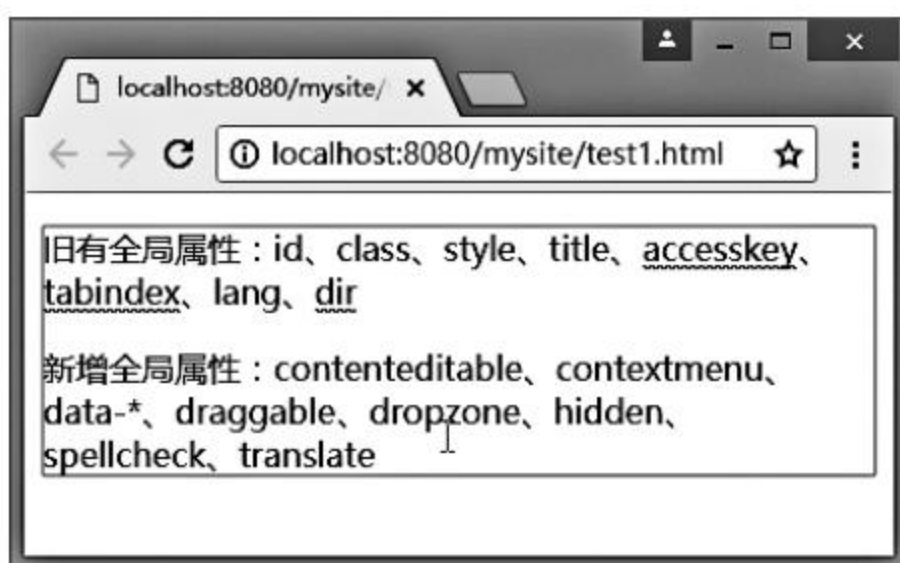 localhost:8080/mysite/
localhost:8080/mysite/test1.html
旧有全局属性：id、class、style、title、accesskey、
tabindex、lang、dir
新增全局属性：contenteditable、contextmenu、
data-*、draggable、dropzone、hidden、
spellcheck、translate